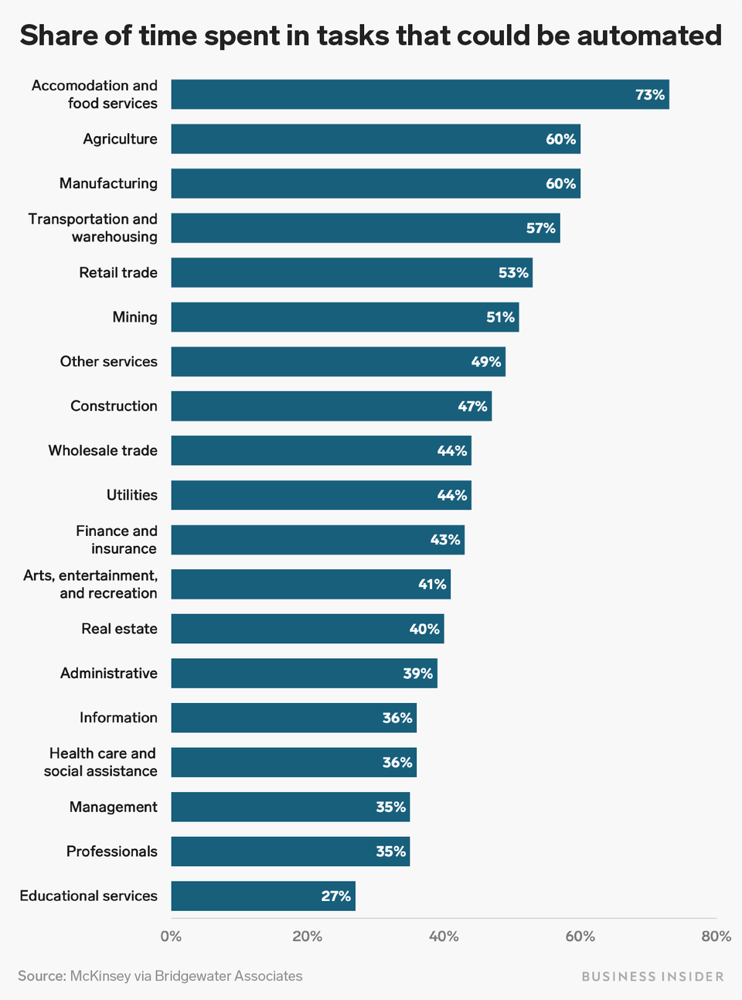 Share of time spent in tasks that could be automated
Accomodation and
food services
73%
Agriculture
60%
Manufacturing
60%
Transportation and
warehousing
57%
Retail trade
53%
Mining
51%
Other services
49%
Construction
47%
Wholesale trade
44%
Utilities
44%
Finance and
insurance
43%
Arts, entertainment,
and recreation
41%
Real estate
40%
Administrative
39%
Information
36%
Health care and
social assistance
36%
Management
35%
Professionals
35%
Educational services
27%
0% 20% 40% 60% 80%
Source: McKinsey via Bridgewater Associates
BUSINESS INSIDER